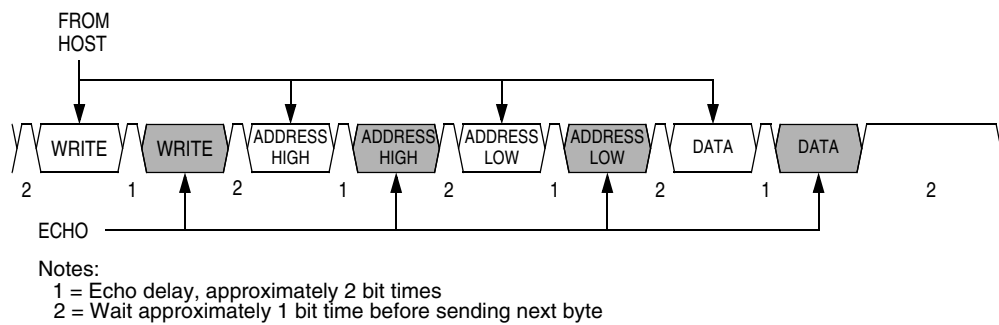 FROM
HOST
WRITE
WRITE
ADDRESS
HIGH
ADDRESS
HIGH
ADDRESS
LOW
ADDRESS
LOW
DATA
DATA
2 1 2 1 2 1 2 1 2
ECHO
Notes:
1 = Echo delay, approximately 2 bit times
2 = Wait approximately 1 bit time before sending next byte